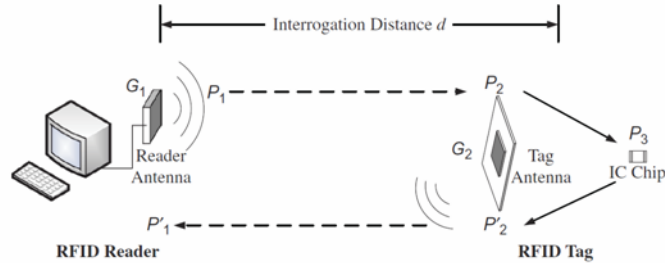 Interrogation Distance d
G1
P1
P2
P3
Reader
Antenna
G2
Tag
Antenna
IC Chip
P'1
P'2
RFID Reader
RFID Tag